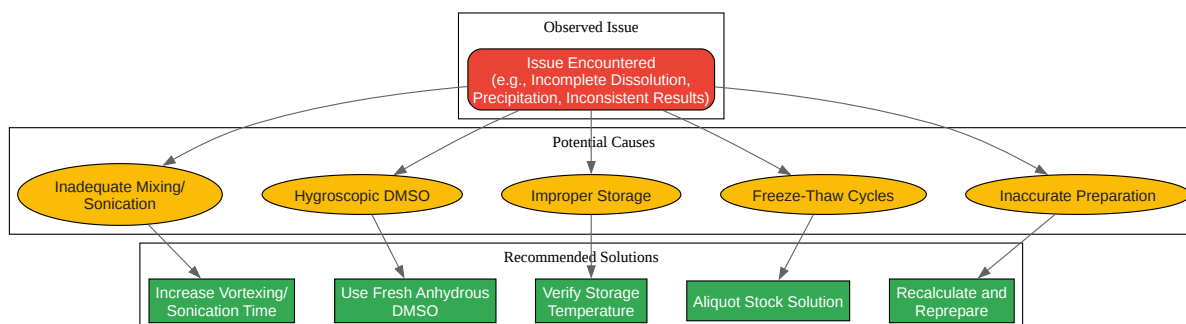 Observed Issue
Issue Encountered
(e.g., Incomplete Dissolution,
Precipitation, Inconsistent Results)
Potential Causes
Inadequate Mixing/
Sonication
Hygroscopic DMSO
Improper Storage
Freeze-Thaw Cycles
Inaccurate Preparation
Recommended Solutions
Increase Vortexing/
Sonication Time
Use Fresh Anhydrous
DMSO
Verify Storage
Temperature
Aliquot Stock Solution
Recalculate and
Reprepare